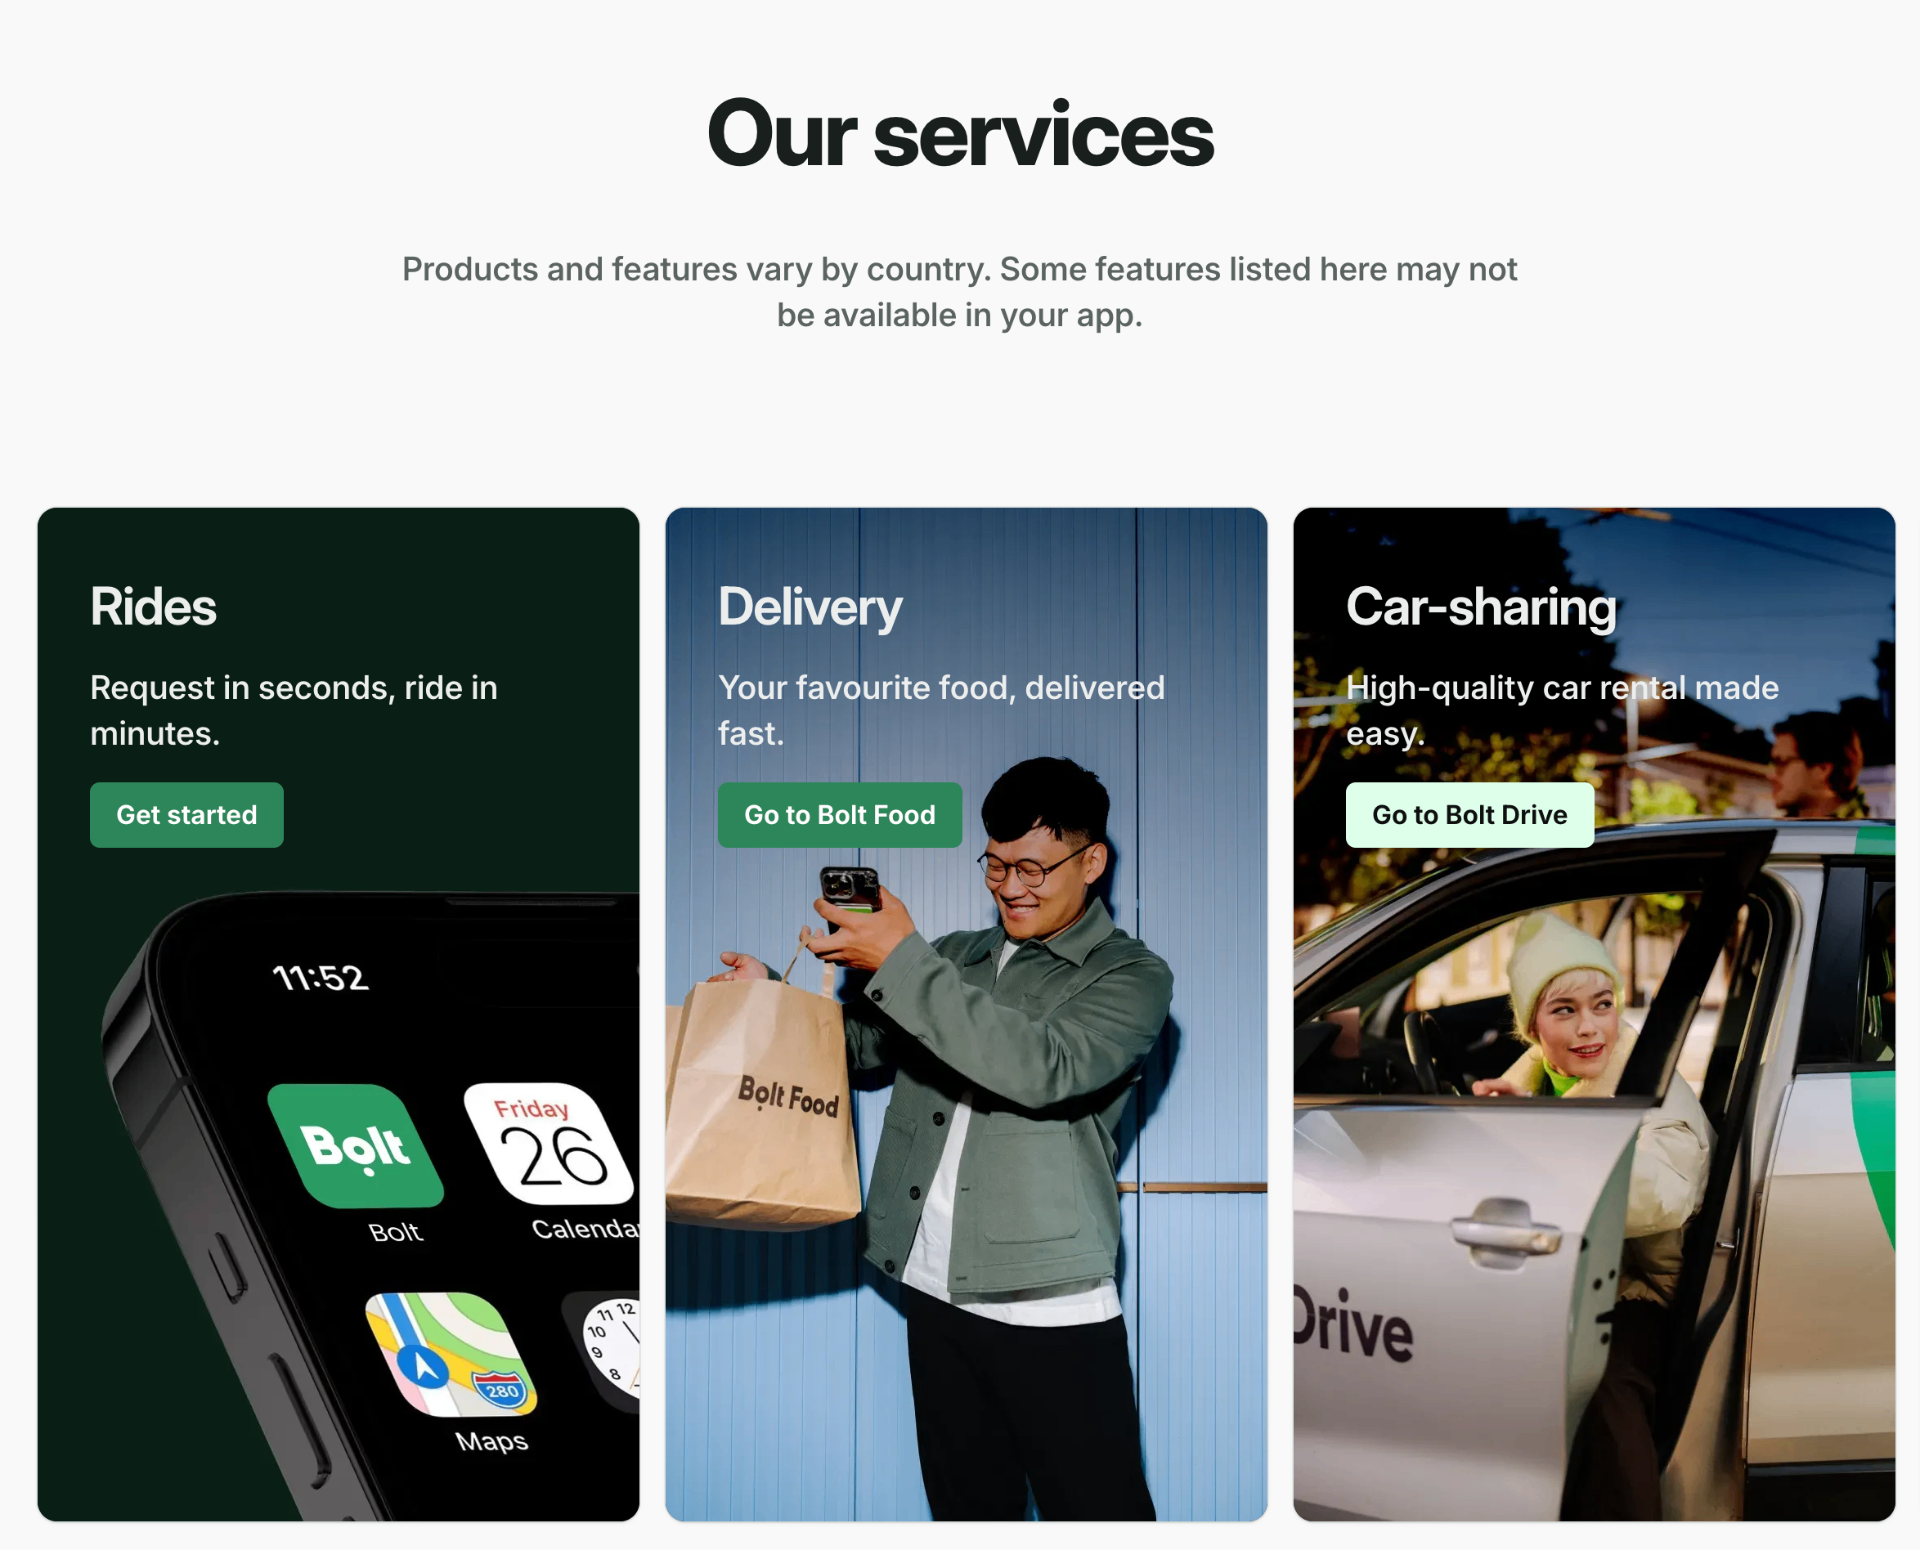 Our services
Products and features vary by country. Some features listed here may not
be available in your app.
Rides
Request in seconds, ride in
minutes.
Get started
11:52
Bolt
Friday
26
Bolt
Calendar
280
Maps
11 12
10
9
8
Delivery
Your favourite food, delivered
fast.
Go to Bolt Food
Bolt Food
Car-sharing
High-quality car rental made
easy.
Go to Bolt Drive
Drive